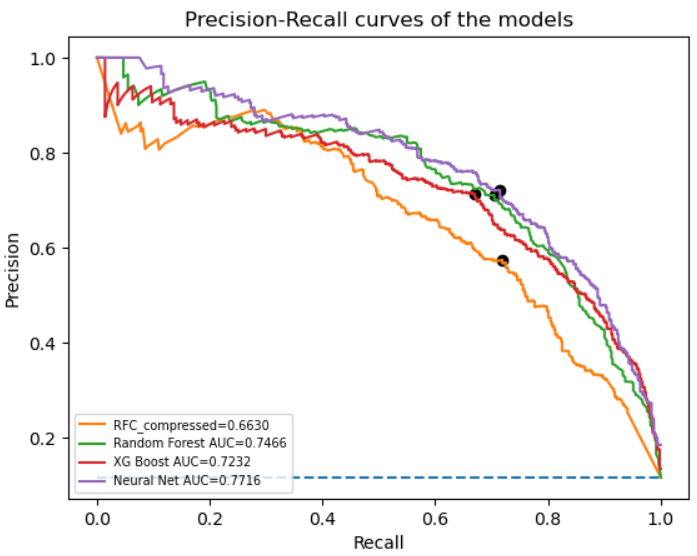 Precision-Recall curves of the models
Precision
1.0
0.8
0.6
0.4
0.2
RFC_compressed=0.6630
Random Forest AUC=0.7466
XG Boost AUC=0.7232
Neural Net AUC=0.7716
0.0 0.2 0.4 0.6 0.8 1.0
Recall